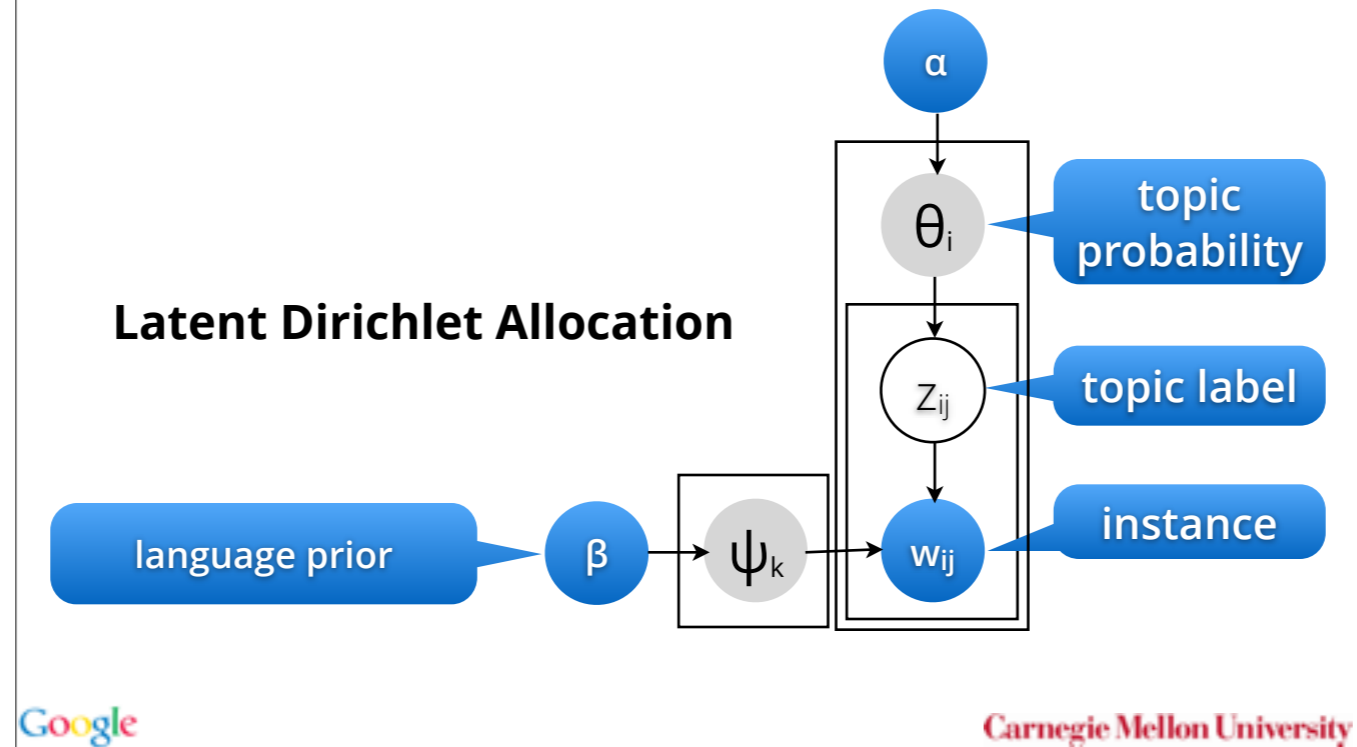 α
θi
topic
probability
Latent Dirichlet Allocation
zij
topic label
language prior
β
ψk
wij
instance
Google
Carnegie Mellon University